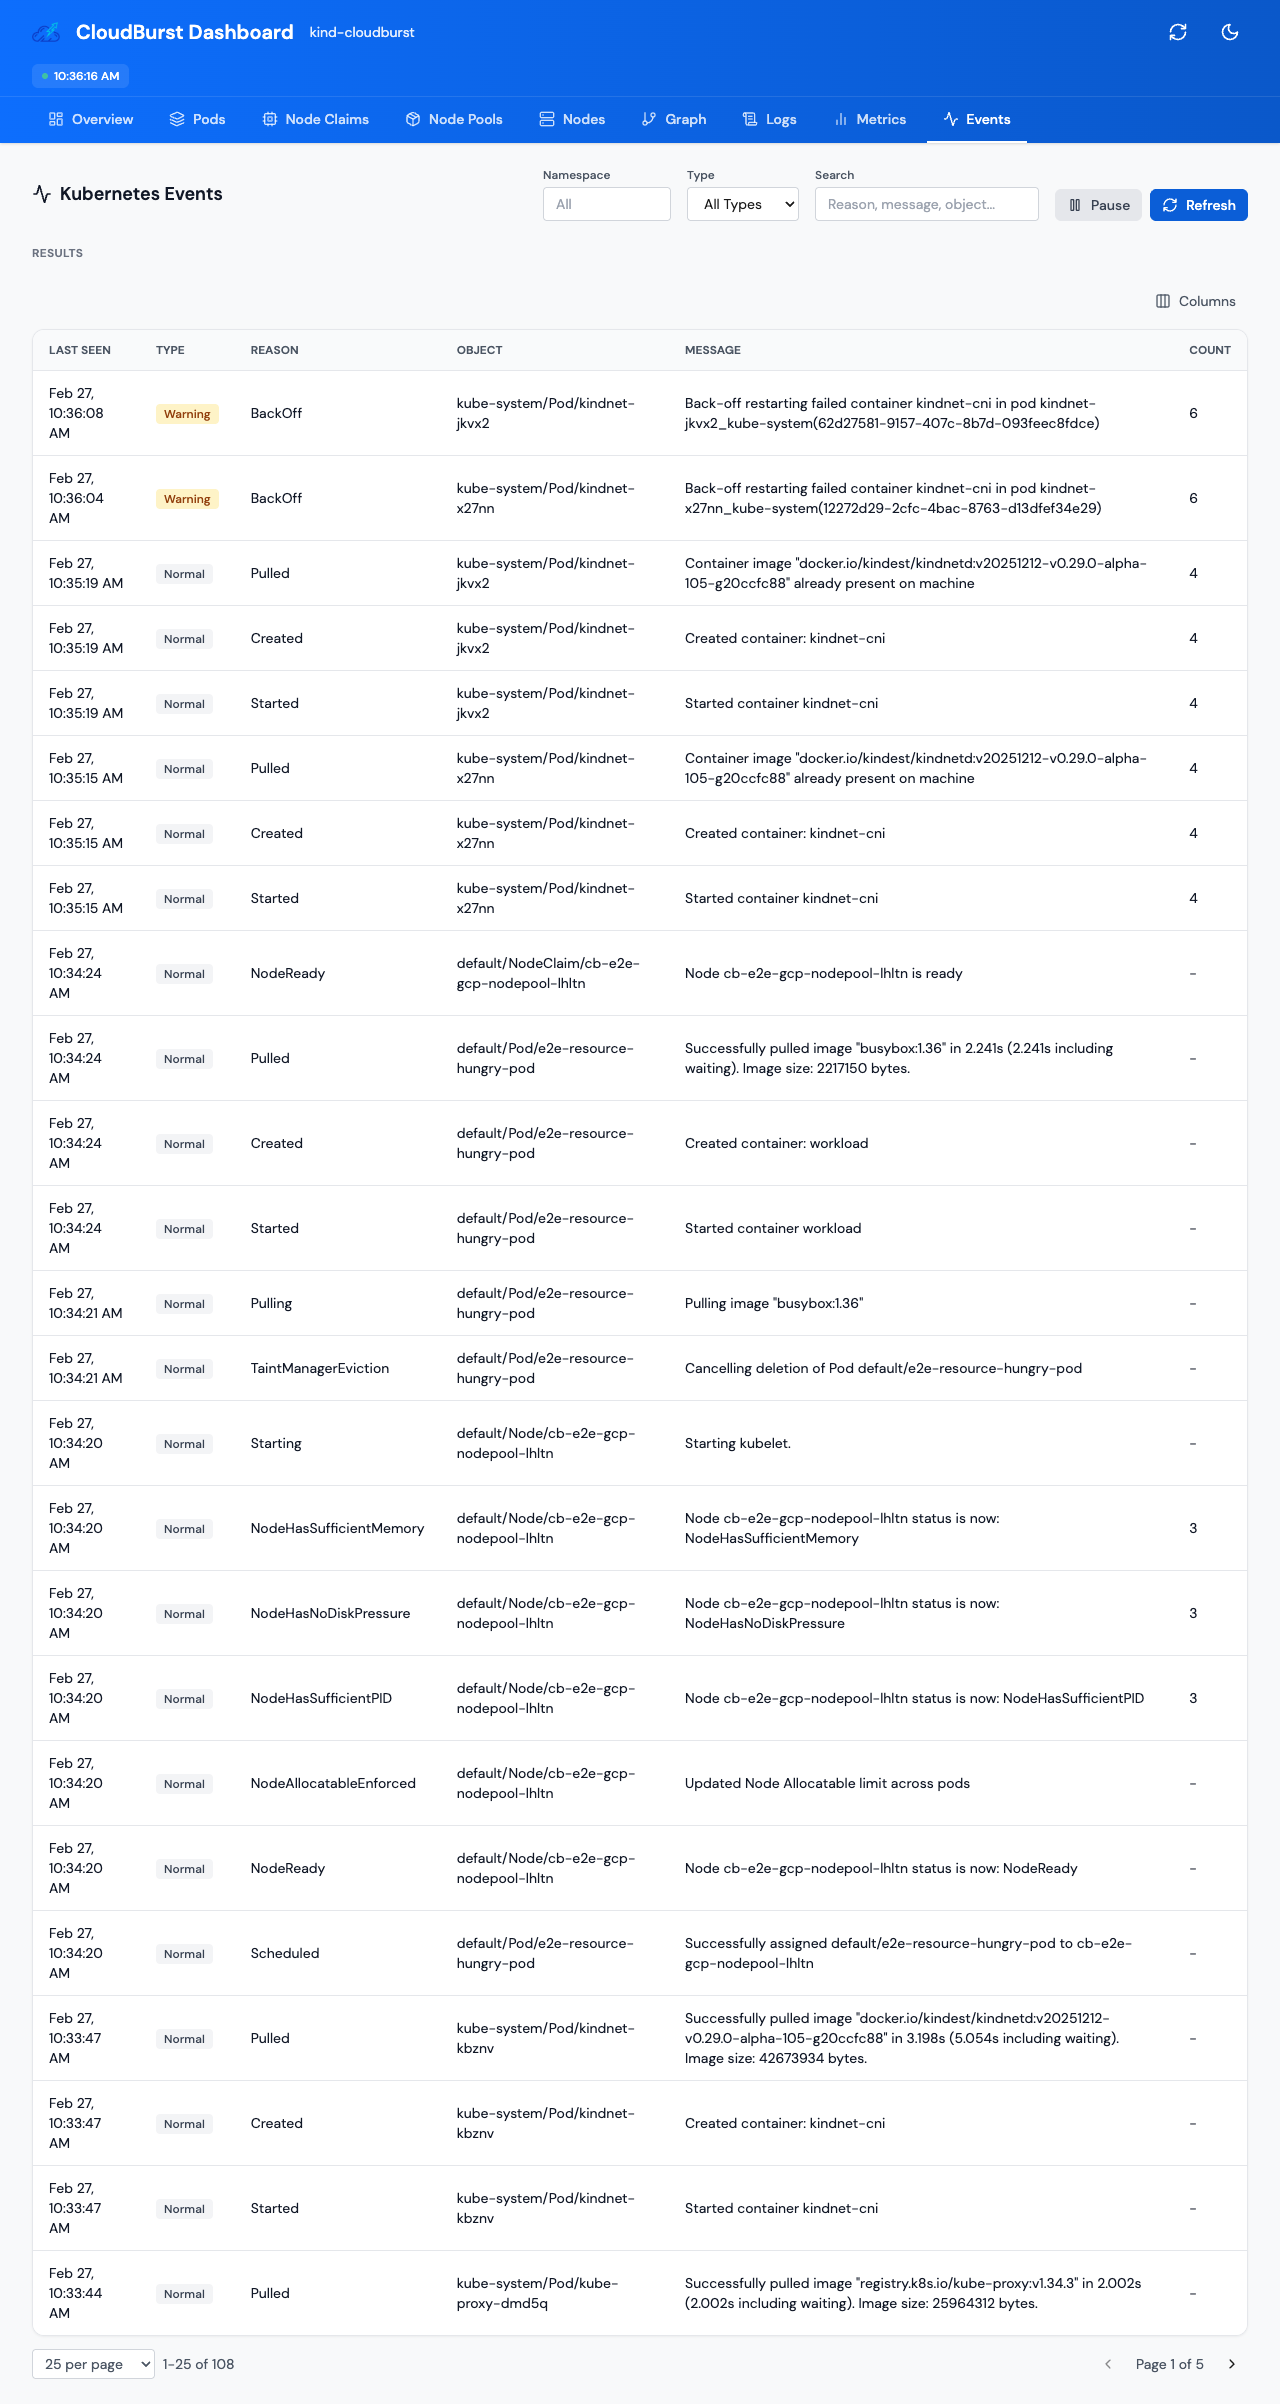 CloudBurst Dashboard kind-cloudburst
10:36:16 AM
Overview Pods Node Claims Node Pools Nodes Graph Logs Metrics Events
Kubernetes Events
Namespace
All
Type
All Types
Search
Reason, message, object...
Pause
Refresh
RESULTS
Columns
LAST SEEN TYPE REASON OBJECT MESSAGE COUNT
Feb 27,
10:36:08
AM
Warning
BackOff
kube-system/Pod/kindnet-
jkvx2
Back-off restarting failed container kindnet-cni in pod kindnet-
jkvx2_kube-system(62d27581-9157-407c-8b7d-093feec8fdce)
6
Feb 27,
10:36:04
AM
Warning
BackOff
kube-system/Pod/kindnet-
x27nn
Back-off restarting failed container kindnet-cni in pod kindnet-
x27nn_kube-system(12272d29-2cfc-4bac-8763-d13dfef34e29)
6
Feb 27,
10:35:19 AM
Normal
Pulled
kube-system/Pod/kindnet-
jkvx2
Container image "docker.io/kindest/kindnetd:v20251212-v0.29.0-alpha-
105-g20ccfc88" already present on machine
4
Feb 27,
10:35:19 AM
Normal
Created
kube-system/Pod/kindnet-
jkvx2
Created container: kindnet-cni
4
Feb 27,
10:35:19 AM
Normal
Started
kube-system/Pod/kindnet-
jkvx2
Started container kindnet-cni
4
Feb 27,
10:35:15 AM
Normal
Pulled
kube-system/Pod/kindnet-
x27nn
Container image "docker.io/kindest/kindnetd:v20251212-v0.29.0-alpha-
105-g20ccfc88" already present on machine
4
Feb 27,
10:35:15 AM
Normal
Created
kube-system/Pod/kindnet-
x27nn
Created container: kindnet-cni
4
Feb 27,
10:35:15 AM
Normal
Started
kube-system/Pod/kindnet-
x27nn
Started container kindnet-cni
4
Feb 27,
10:34:24
AM
Normal
NodeReady
default/NodeClaim/cb-e2e-
gcp-nodepool-lhltn
Node cb-e2e-gcp-nodepool-lhltn is ready
-
Feb 27,
10:34:24
AM
Normal
Pulled
default/Pod/e2e-resource-
hungry-pod
Successfully pulled image "busybox:1.36" in 2.241s (2.241s including
waiting). Image size: 2217150 bytes.
-
Feb 27,
10:34:24
AM
Normal
Created
default/Pod/e2e-resource-
hungry-pod
Created container: workload
-
Feb 27,
10:34:24
AM
Normal
Started
default/Pod/e2e-resource-
hungry-pod
Started container workload
-
Feb 27,
10:34:21 AM
Normal
Pulling
default/Pod/e2e-resource-
hungry-pod
Pulling image "busybox:1.36"
-
Feb 27,
10:34:21 AM
Normal
TaintManagerEviction
default/Pod/e2e-resource-
hungry-pod
Cancelling deletion of Pod default/e2e-resource-hungry-pod
-
Feb 27,
10:34:20
AM
Normal
Starting
default/Node/cb-e2e-gcp-
nodepool-lhltn
Starting kubelet.
-
Feb 27,
10:34:20
AM
Normal
NodeHasSufficientMemory
default/Node/cb-e2e-gcp-
nodepool-lhltn
Node cb-e2e-gcp-nodepool-lhltn status is now:
NodeHasSufficientMemory
3
Feb 27,
10:34:20
AM
Normal
NodeHasNoDiskPressure
default/Node/cb-e2e-gcp-
nodepool-lhltn
Node cb-e2e-gcp-nodepool-lhltn status is now:
NodeHasNoDiskPressure
3
Feb 27,
10:34:20
AM
Normal
NodeHasSufficientPID
default/Node/cb-e2e-gcp-
nodepool-lhltn
Node cb-e2e-gcp-nodepool-lhltn status is now: NodeHasSufficientPID
3
Feb 27,
10:34:20
AM
Normal
NodeAllocatableEnforced
default/Node/cb-e2e-gcp-
nodepool-lhltn
Updated Node Allocatable limit across pods
-
Feb 27,
10:34:20
AM
Normal
NodeReady
default/Node/cb-e2e-gcp-
nodepool-lhltn
Node cb-e2e-gcp-nodepool-lhltn status is now: NodeReady
-
Feb 27,
10:34:20
AM
Normal
Scheduled
default/Pod/e2e-resource-
hungry-pod
Successfully assigned default/e2e-resource-hungry-pod to cb-e2e-
gcp-nodepool-lhltn
-
Feb 27,
10:33:47
AM
Normal
Pulled
kube-system/Pod/kindnet-
kbznv
Successfully pulled image "docker.io/kindest/kindnetd:v20251212-
v0.29.0-alpha-105-g20ccfc88" in 3.198s (5.054s including waiting).
Image size: 42673934 bytes.
-
Feb 27,
10:33:47
AM
Normal
Created
kube-system/Pod/kindnet-
kbznv
Created container: kindnet-cni
-
Feb 27,
10:33:47
AM
Normal
Started
kube-system/Pod/kindnet-
kbznv
Started container kindnet-cni
-
Feb 27,
10:33:44
AM
Normal
Pulled
kube-system/Pod/kube-
proxy-dmd5q
Successfully pulled image "registry.k8s.io/kube-proxy:v1.34.3" in 2.002s
(2.002s including waiting). Image size: 25964312 bytes.
-
25 per page 1-25 of 108 Page 1 of 5